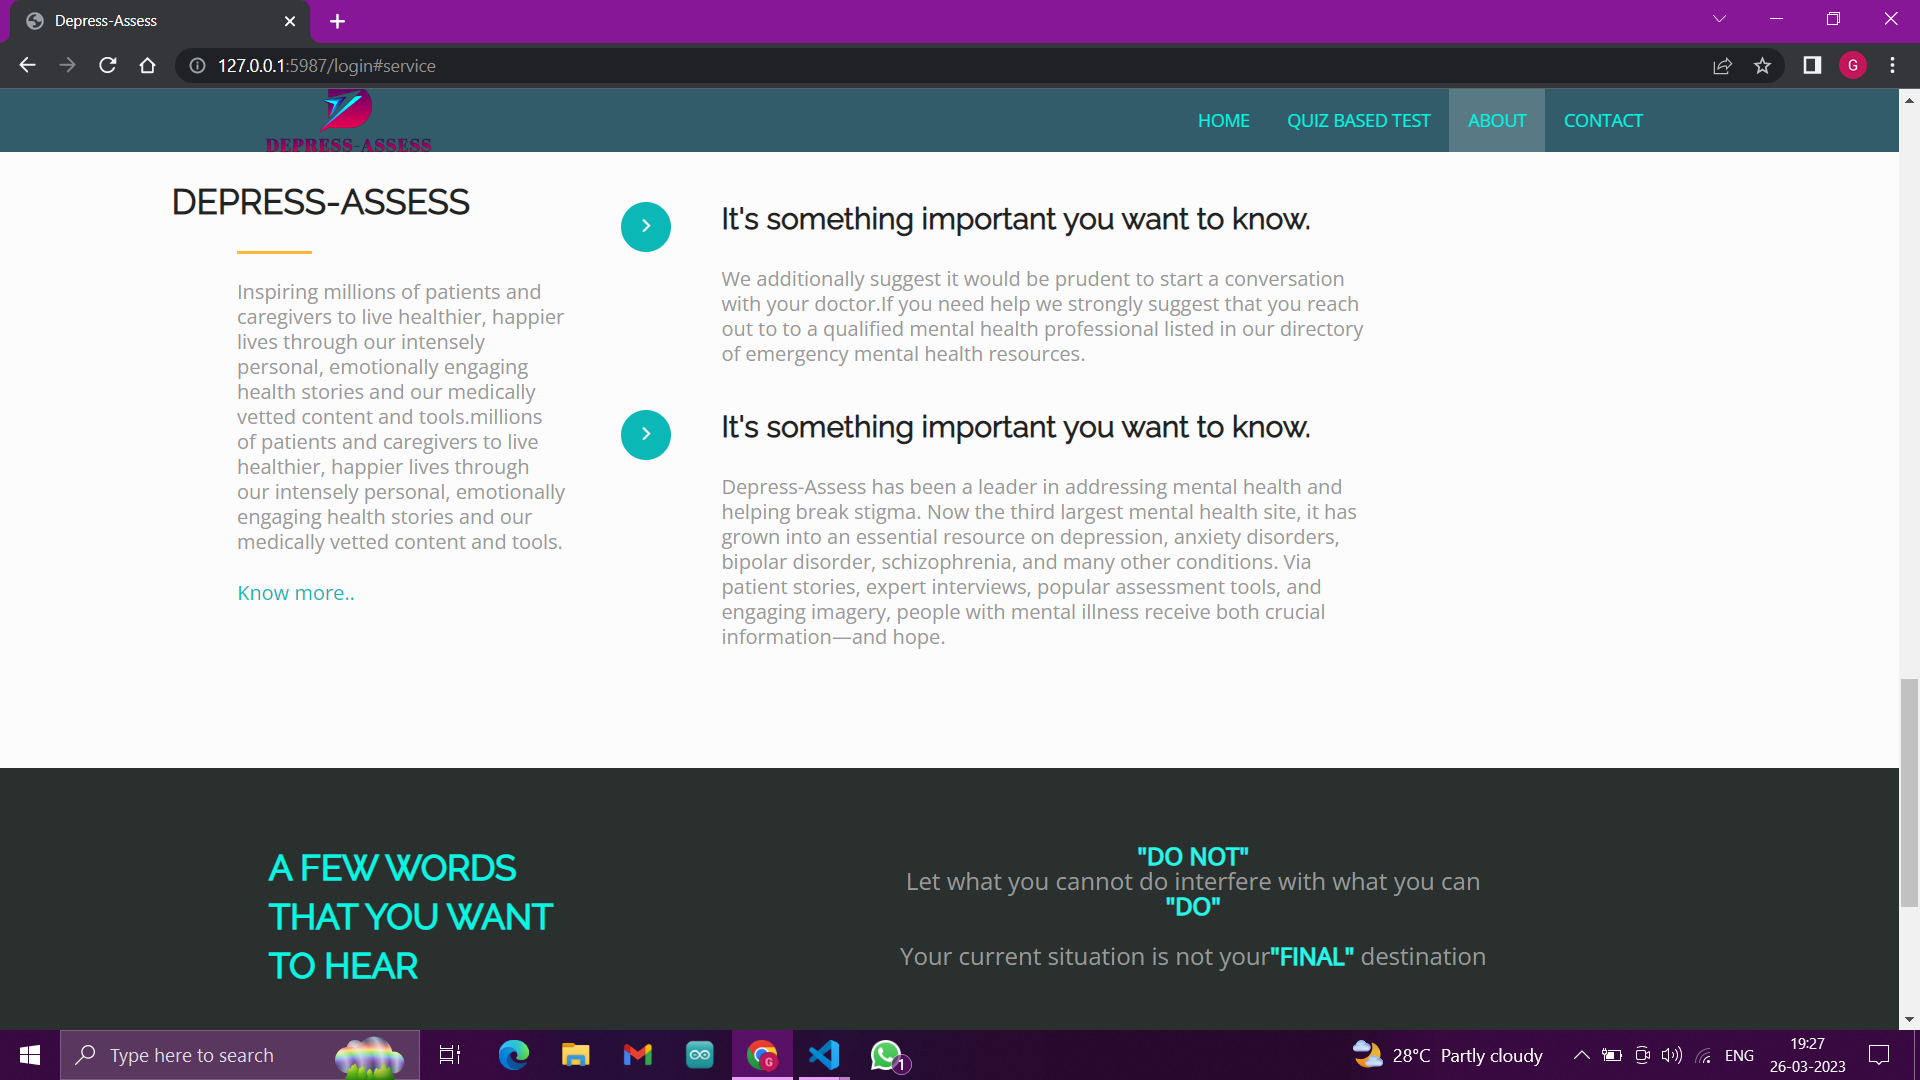 Depress-Assess
127.0.0.1:5987/login#service
G
DEPRESS-ASSESS
HOME
QUIZ BASED TEST
ABOUT
CONTACT
DEPRESS-ASSESS
Inspiring millions of patients and
caregivers to live healthier, happier
lives through our intensely
personal, emotionally engaging
health stories and our medically
vetted content and tools.millions
of patients and caregivers to live
healthier, happier lives through
our intensely personal, emotionally
engaging health stories and our
medically vetted content and tools.
Know more..
It's something important you want to know.
We additionally suggest it would be prudent to start a conversation
with your doctor.If you need help we strongly suggest that you reach
out to to a qualified mental health professional listed in our directory
of emergency mental health resources.
It's something important you want to know.
Depress-Assess has been a leader in addressing mental health and
helping break stigma. Now the third largest mental health site, it has
grown into an essential resource on depression, anxiety disorders,
bipolar disorder, schizophrenia, and many other conditions. Via
patient stories, expert interviews, popular assessment tools, and
engaging imagery, people with mental illness receive both crucial
information—and hope.
A FEW WORDS
THAT YOU WANT
TO HEAR
"DO NOT"
Let what you cannot do interfere with what you can
"DO"
Your current situation is not your"FINAL" destination
Type here to search
G
1
28°C Partly cloudy
ENG
19:27
26-03-2023